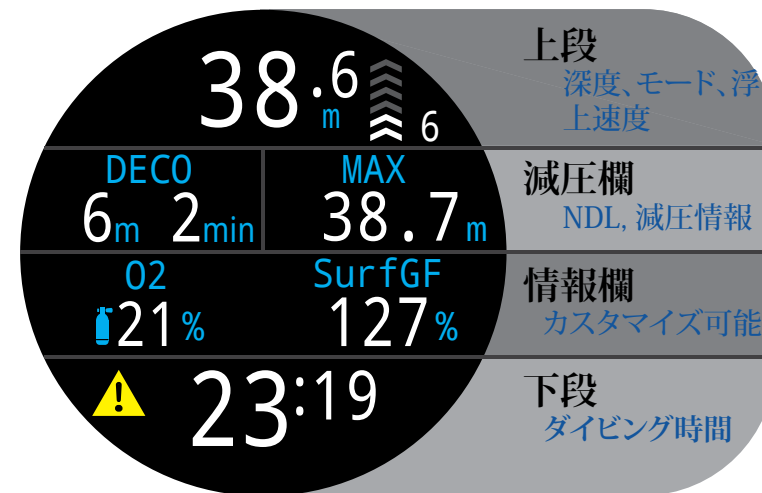 38.6 m 6
上段
深度、モード、浮
上速度
DECO MAX
6m 2min 38.7m
減圧欄
NDL, 減圧情報
O2 SurfGF
21% 127%
情報欄
カスタマイズ可能
23:19
下段
ダイビング時間